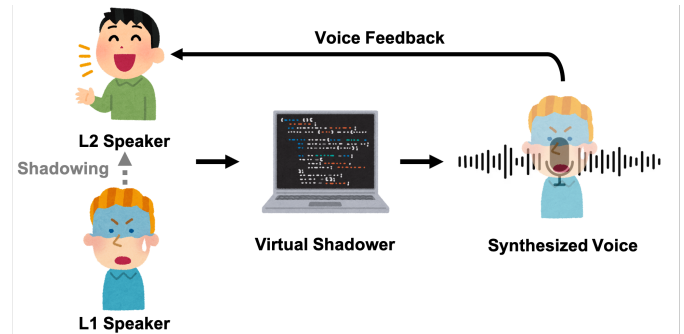 Voice Feedback
L2 Speaker
Shadowing
Virtual Shadower
Synthesized Voice
L1 Speaker